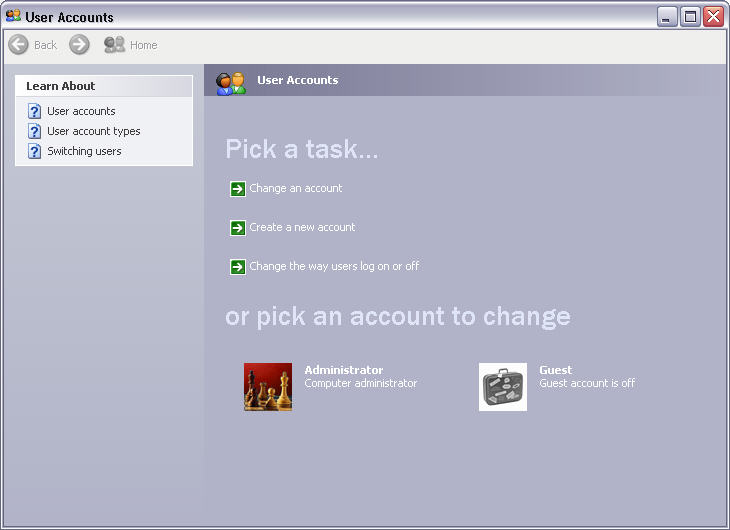 User Accounts
Back
Home
Learn About
User accounts
User account types
Switching users
User Accounts
Pick a task...
Change an account
Create a new account
Change the way users log on or off
or pick an account to change
Administrator
Computer administrator
Guest
Guest account is off